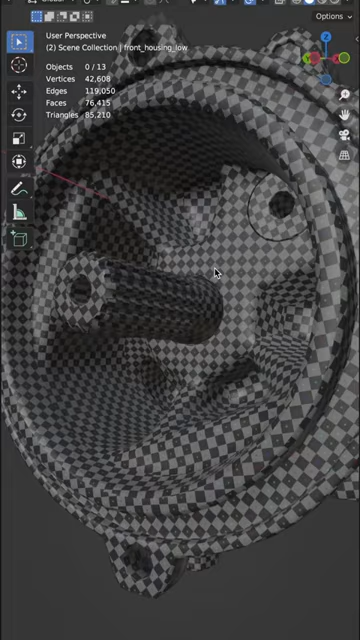 Options
User Perspective
(2) Scene Collection | front_housing_low
Objects 0 / 13
Vertices 42,608
Edges 119,050
Faces 76,415
Triangles 85,210
Z